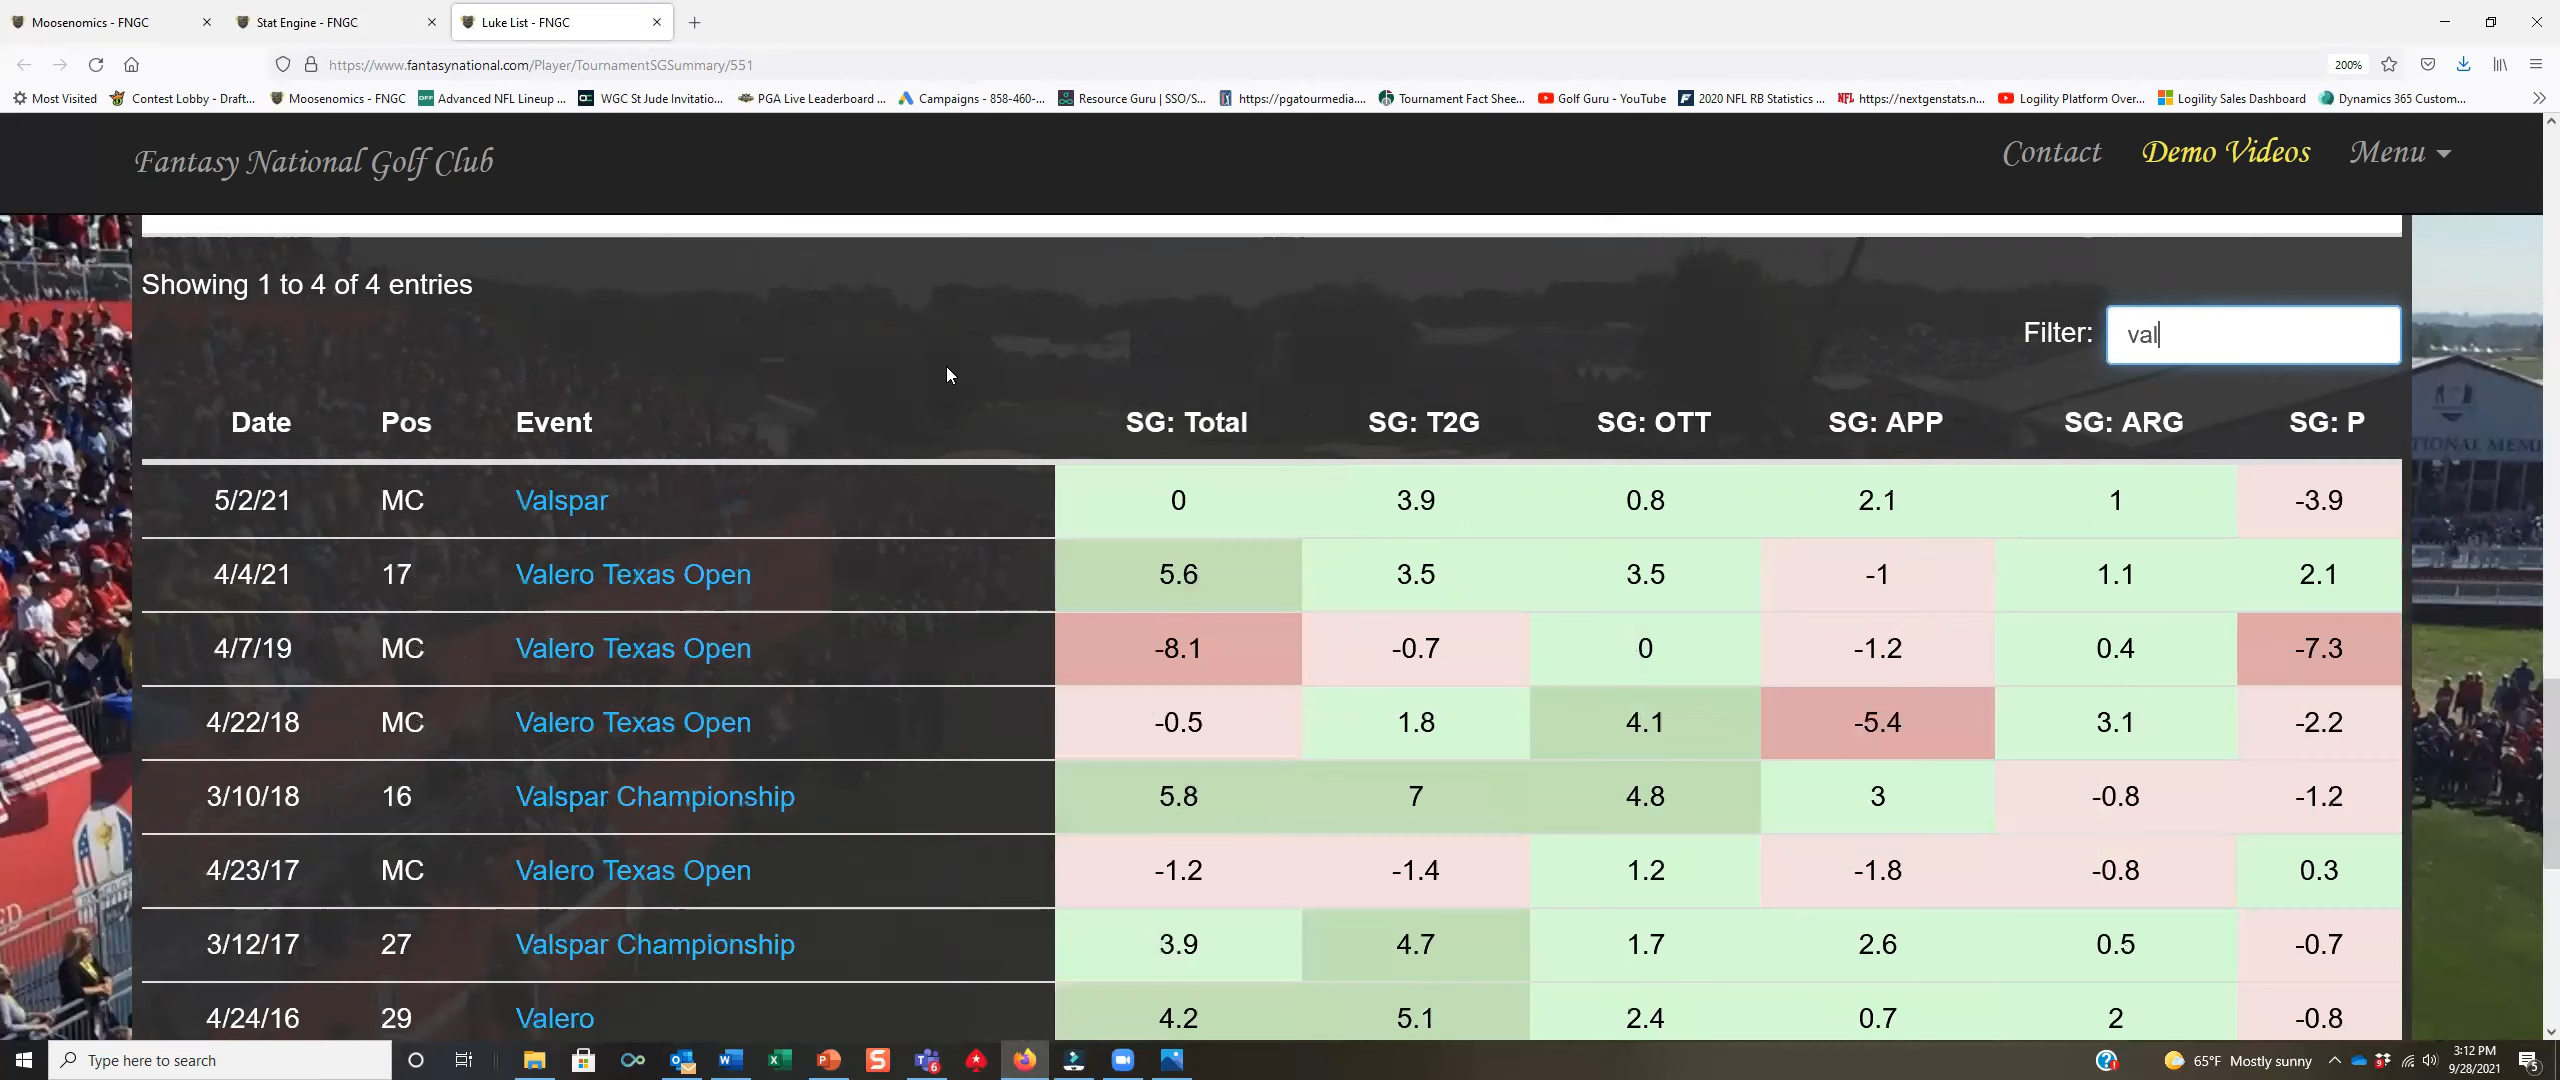 Moosenomics - FNGC
Stat Engine - FNGC
Luke List - FNGC
https://www.fantasynational.com/Player/TournamentSGSummary/551
200%
Most Visited
Contest Lobby - Draft...
Moosenomics - FNGC
Advanced NFL Lineup ...
WGC St Jude Invitatio...
PGA Live Leaderboard ...
Campaigns - 858-460-...
Resource Guru | SSO/S...
https://pgatourmedia....
Tournament Fact Shee...
Golf Guru - YouTube
2020 NFL RB Statistics ...
https://nextgenstats.n...
Logility Platform Over...
Logility Sales Dashboard
Dynamics 365 Custom...
Fantasy National Golf Club
Contact Demo Videos Menu
Showing 1 to 4 of 4 entries
Filter: val
Date Pos Event SG: Total SG: T2G SG: OTT SG: APP SG: ARG SG: P
5/2/21 MC Valspar 0 3.9 0.8 2.1 1 -3.9
4/4/21 17 Valero Texas Open 5.6 3.5 3.5 -1 1.1 2.1
4/7/19 MC Valero Texas Open -8.1 -0.7 0 -1.2 0.4 -7.3
4/22/18 MC Valero Texas Open -0.5 1.8 4.1 -5.4 3.1 -2.2
3/10/18 16 Valspar Championship 5.8 7 4.8 3 -0.8 -1.2
4/23/17 MC Valero Texas Open -1.2 -1.4 1.2 -1.8 -0.8 0.3
3/12/17 27 Valspar Championship 3.9 4.7 1.7 2.6 0.5 -0.7
4/24/16 29 Valero 4.2 5.1 2.4 0.7 2 -0.8
Type here to search
65°F Mostly sunny
3:12 PM
9/28/2021